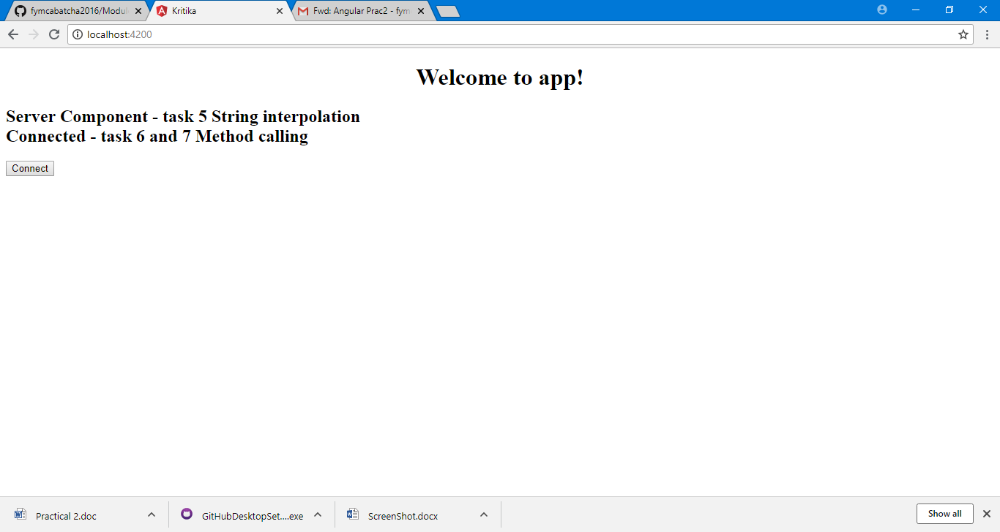 fymcabatcha2016/Modul
Kritika
Fwd: Angular Prac2 - fym
localhost:4200
Welcome to app!
Server Component - task 5 String interpolation
Connected - task 6 and 7 Method calling
Connect
Practical 2.doc
GitHubDesktopSet....exe
ScreenShot.docx
Show all